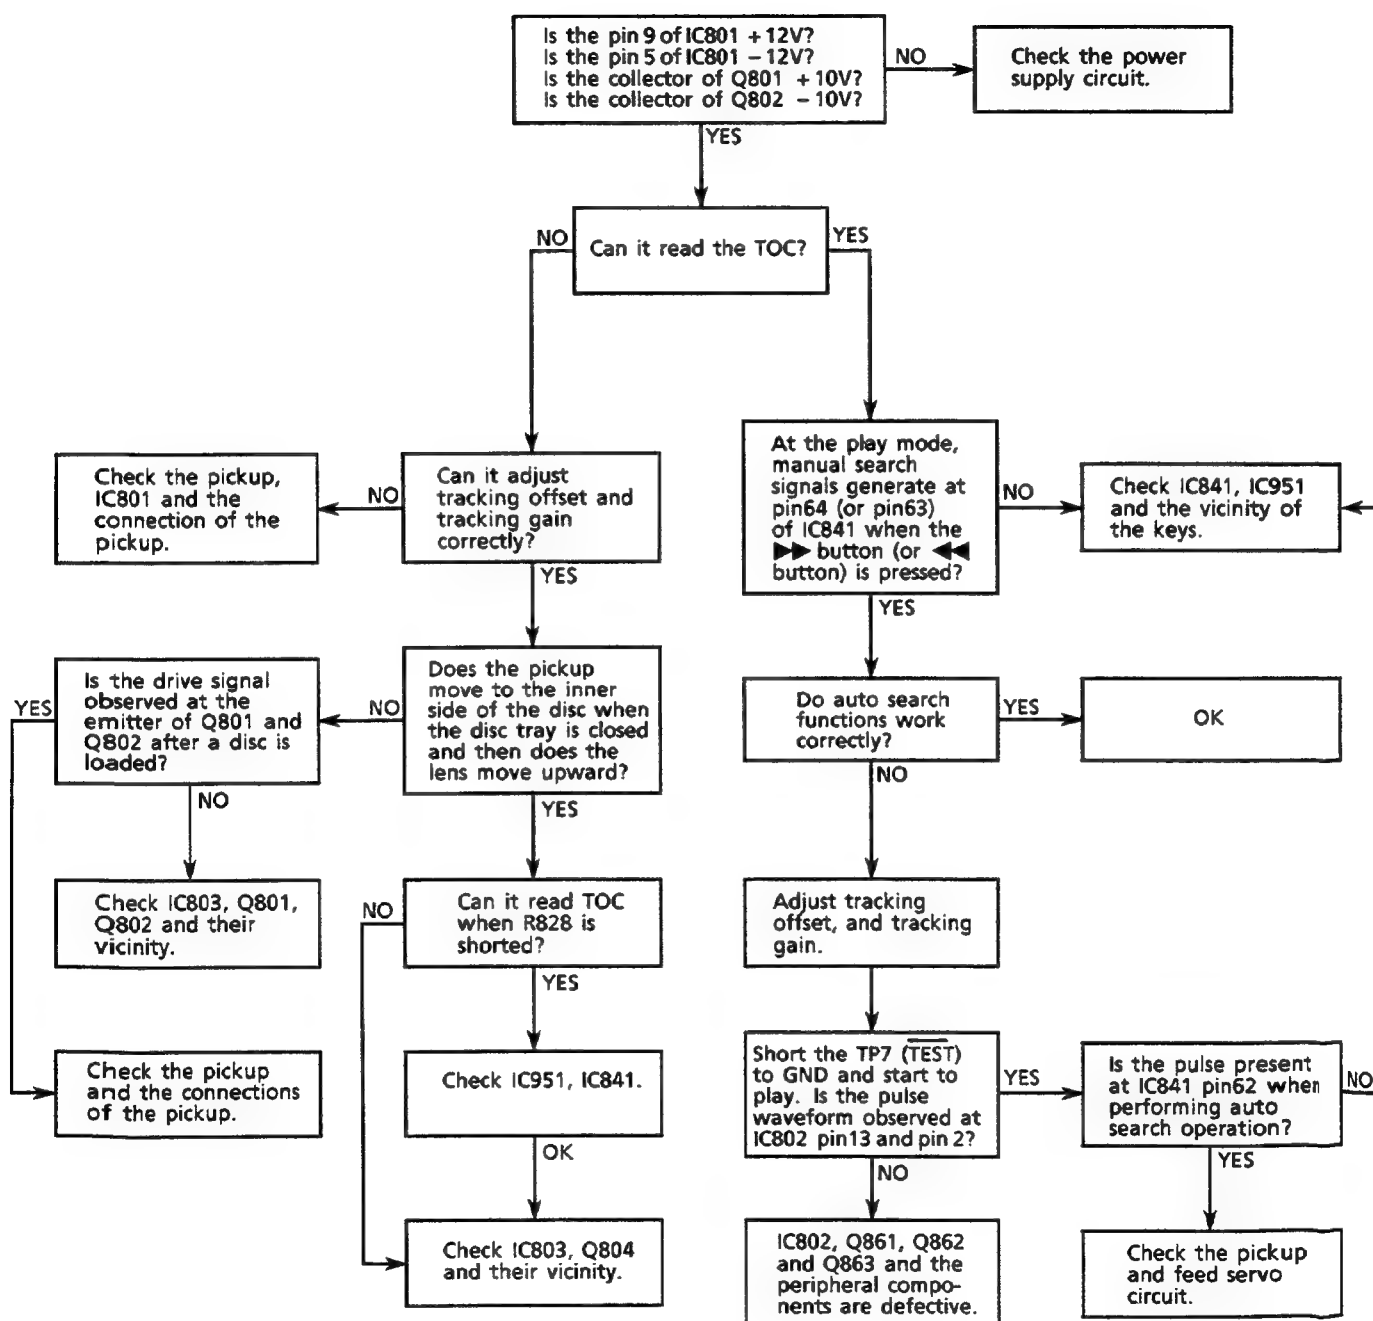 Is the pin 9 of IC801 + 12V?
Is the pin 5 of IC801 – 12V?
Is the collector of Q801 + 10V?
Is the collector of Q802 – 10V?
NO
Check the power
supply circuit.
YES
NO
Can it read the TOC?
YES
Check the pickup,
IC801 and the
connection of the
pickup.
NO
Can it adjust
tracking offset and
tracking gain
correctly?
At the play mode,
manual search
signals generate at
pin64 (or pin63)
of IC841 when the
▶▶ button (or ◀◀
button) is pressed?
NO
Check IC841, IC951
and the vicinity of
the keys.
YES
YES
YES
Is the drive signal
observed at the
emitter of Q801 and
Q802 after a disc is
loaded?
NO
Does the pickup
move to the inner
side of the disc when
the disc tray is closed
and then does the
lens move upward?
Do auto search
functions work
correctly?
YES
OK
NO
YES
NO
Check IC803, Q801,
Q802 and their
vicinity.
NO
Can it read TOC
when R828 is
shorted?
Adjust tracking
offset, and tracking
gain.
YES
Check the pickup
and the connections
of the pickup.
Check IC951, IC841.
Short the TP7 (TEST)
to GND and start to
play. Is the pulse
waveform observed at
IC802 pin13 and pin 2?
YES
Is the pulse present
at IC841 pin62 when
performing auto
search operation?
NO
OK
NO
YES
Check IC803, Q804
and their vicinity.
IC802, Q861, Q862
and Q863 and the
peripheral compo-
nents are defective.
Check the pickup
and feed servo
circuit.